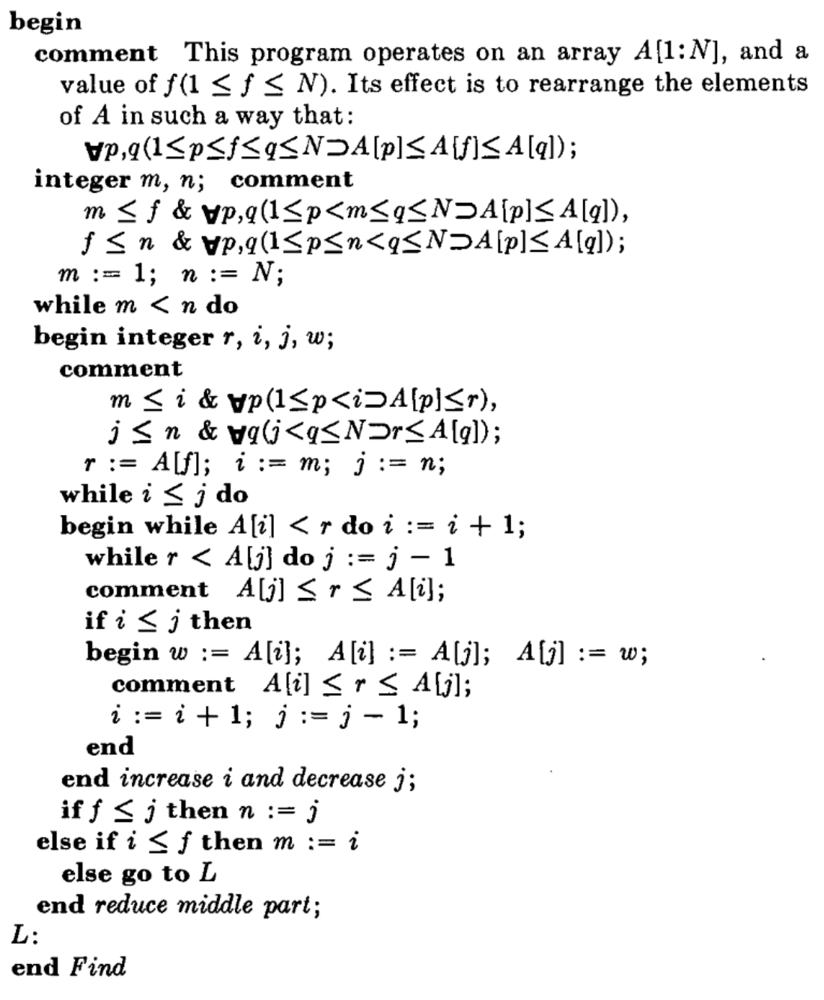 begin
comment This program operates on an array A[1:N], and a
value of f(1 ≤ f ≤ N). Its effect is to rearrange the elements
of A in such a way that:
∀p,q(1≤p≤f≤q≤N⊃A[p]≤A[f]≤A[q]);
integer m, n; comment
m ≤ f & ∀p,q(1≤p<m≤q≤N⊃A[p]≤A[q]),
f ≤ n & ∀p,q(1≤p≤n<q≤N⊃A[p]≤A[q]);
m := 1; n := N;
while m < n do
begin integer r, i, j, w;
comment
m ≤ i & ∀p(1≤p<i⊃A[p]≤r),
j ≤ n & ∀q(j<q≤N⊃r≤A[q]);
r := A[f]; i := m; j := n;
while i ≤ j do
begin while A[i] < r do i := i + 1;
while r < A[j] do j := j − 1
comment A[j] ≤ r ≤ A[i];
if i ≤ j then
begin w := A[i]; A[i] := A[j]; A[j] := w;
comment A[i] ≤ r ≤ A[j];
i := i + 1; j := j − 1;
end
end increase i and decrease j;
if f ≤ j then n := j
else if i ≤ f then m := i
else go to L
end reduce middle part;
L:
end Find